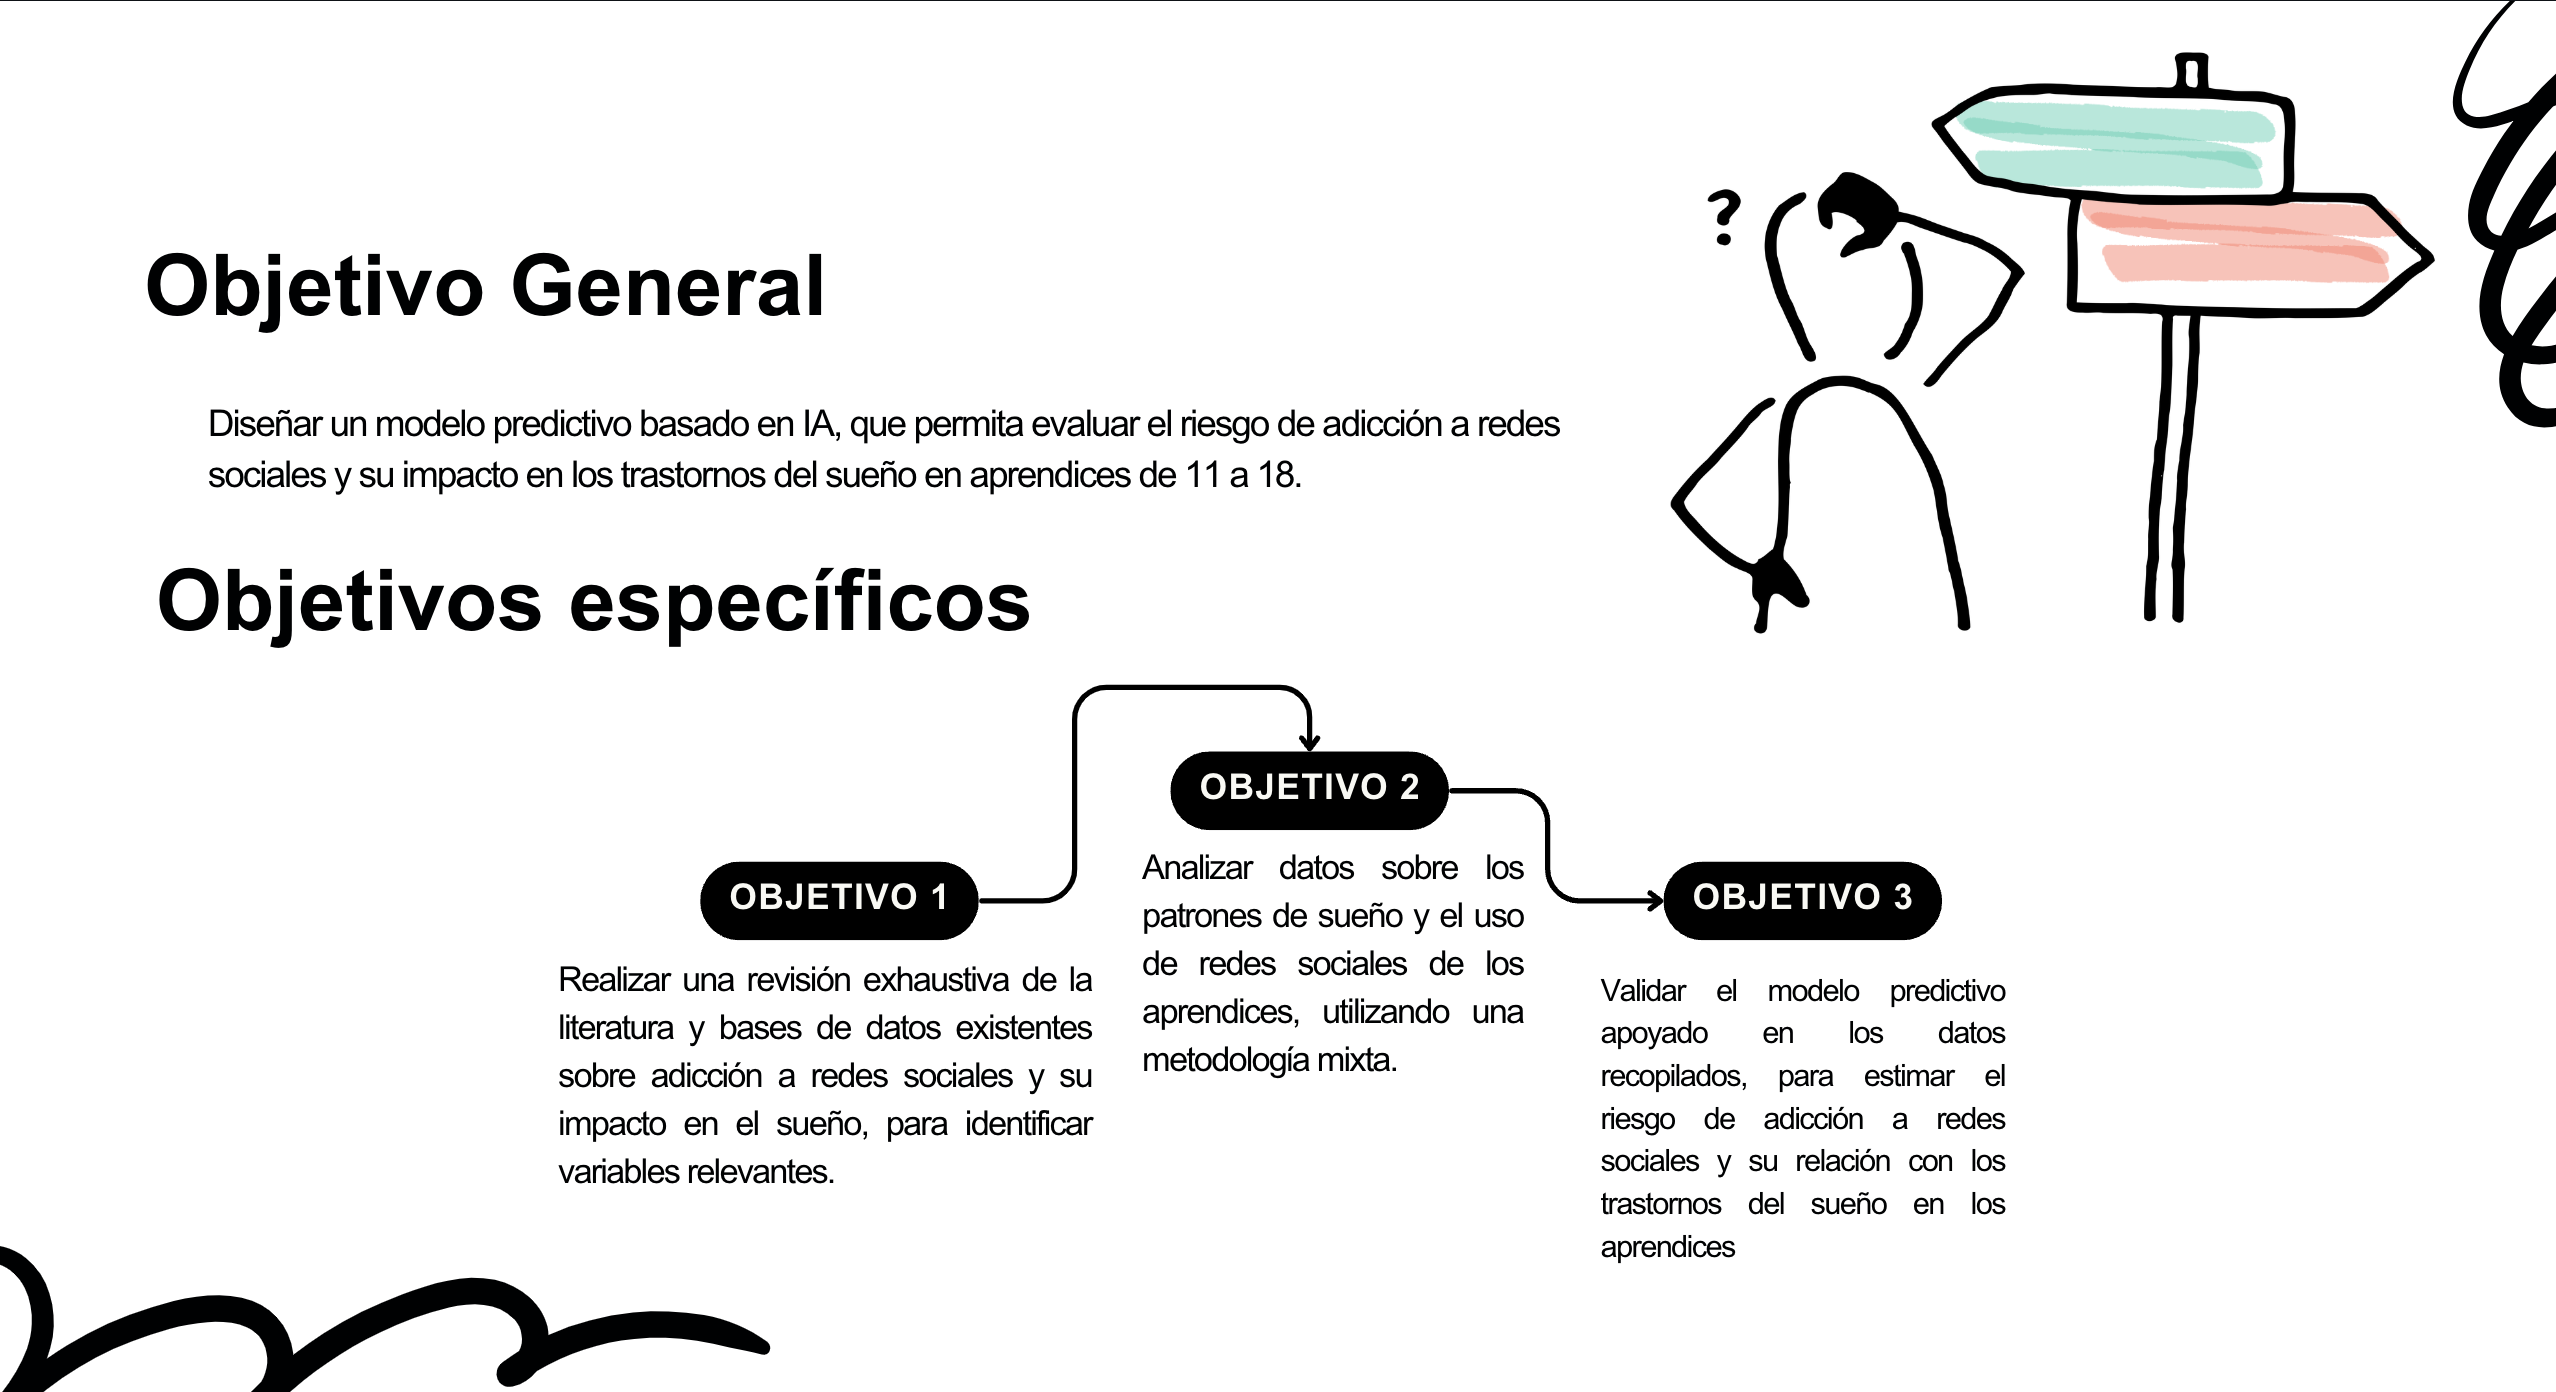 ?
Objetivo General
Diseñar un modelo predictivo basado en IA, que permita evaluar el riesgo de adicción a redes
sociales y su impacto en los trastornos del sueño en aprendices de 11 a 18.
Objetivos específicos
OBJETIVO 1
Realizar una revisión exhaustiva de la
literatura y bases de datos existentes
sobre adicción a redes sociales y su
impacto en el sueño, para identificar
variables relevantes.
OBJETIVO 2
Analizar datos sobre los
patrones de sueño y el uso
de redes sociales de los
aprendices, utilizando una
metodología mixta.
OBJETIVO 3
Validar el modelo predictivo
apoyado en los datos
recopilados, para estimar el
riesgo de adicción a redes
sociales y su relación con los
trastornos del sueño en los
aprendices